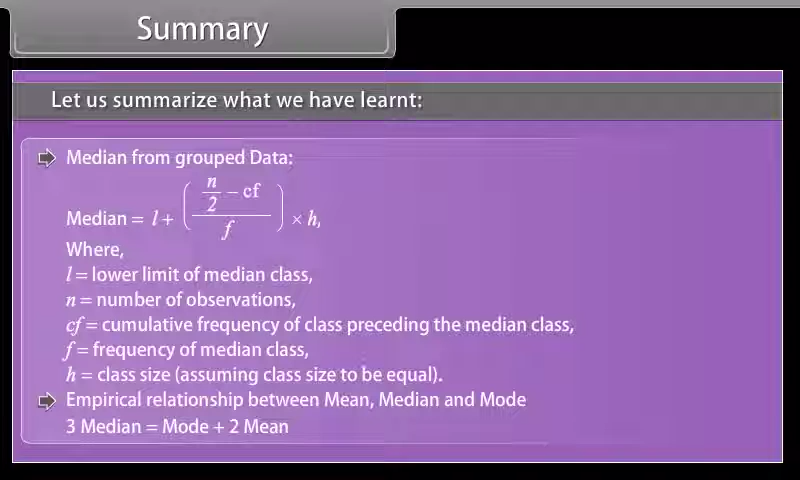 Summary
Let us summarize what we have learnt:
Median from grouped Data:
Median = l + ( (n/2 – cf) / f ) × h,
Where,
l = lower limit of median class,
n = number of observations,
cf = cumulative frequency of class preceding the median class,
f = frequency of median class,
h = class size (assuming class size to be equal).
Empirical relationship between Mean, Median and Mode
3 Median = Mode + 2 Mean